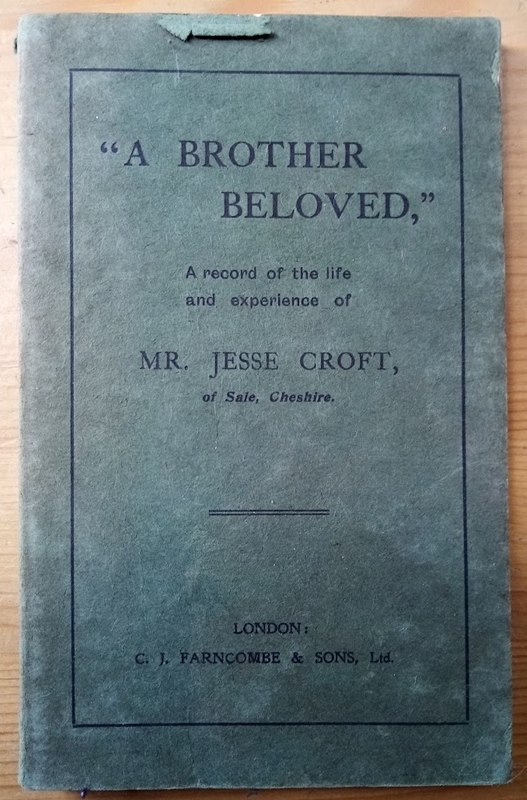 “A BROTHER
BELOVED,”
A record of the life
and experience of
MR. JESSE CROFT,
of Sale, Cheshire.
LONDON:
C. J. FARNCOMBE & SONS, Ltd.